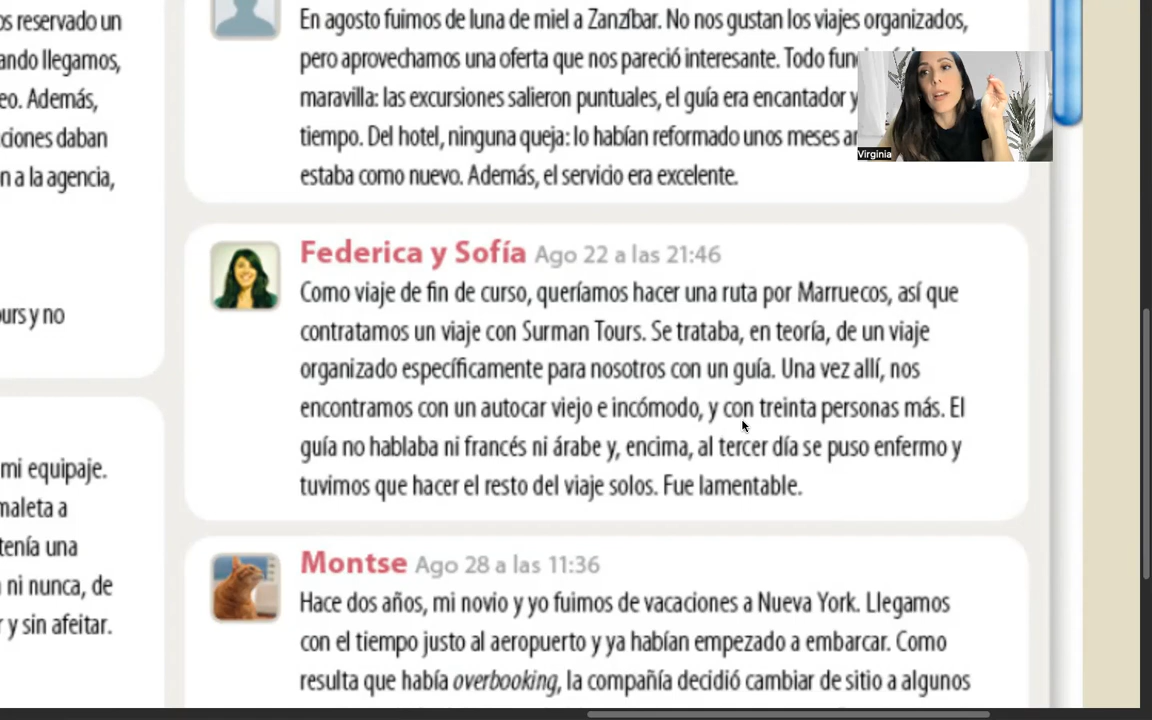 os reservado un
ando llegamos,
eo. Además,
ciones daban
n a la agencia,
ours y no
mi equipaje.
maleta a
tenía una
ni nunca, de
r y sin afeitar.
En agosto fuimos de luna de miel a Zanzíbar. No nos gustan los viajes organizados,
pero aprovechamos una oferta que nos pareció interesante. Todo
maravilla: las excursiones salieron puntuales, el guía era encantador y
tiempo. Del hotel, ninguna queja: lo habían reformado unos meses
estaba como nuevo. Además, el servicio era excelente.
Virginia
Federica y Sofía Ago 22 a las 21:46
Como viaje de fin de curso, queríamos hacer una ruta por Marruecos, así que
contratamos un viaje con Surman Tours. Se trataba, en teoría, de un viaje
organizado específicamente para nosotros con un guía. Una vez allí, nos
encontramos con un autocar viejo e incómodo, y con treinta personas más. El
guía no hablaba ni francés ni árabe y, encima, al tercer día se puso enfermo y
tuvimos que hacer el resto del viaje solos. Fue lamentable.
Montse Ago 28 a las 11:36
Hace dos años, mi novio y yo fuimos de vacaciones a Nueva York. Llegamos
con el tiempo justo al aeropuerto y ya habían empezado a embarcar. Como
resulta que había overbooking, la compañía decidió cambiar de sitio a algunos